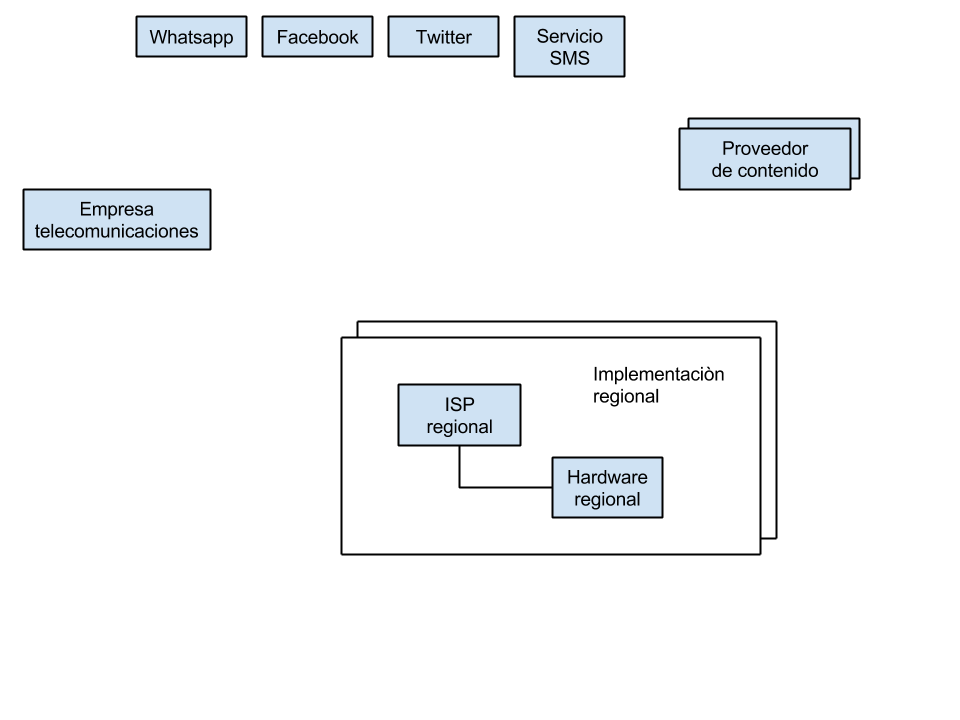 Whatsapp
Facebook
Twitter
Servicio
SMS
Proveedor
de contenido
Empresa
telecomunicaciones
Implementaciòn
regional
ISP
regional
Hardware
regional